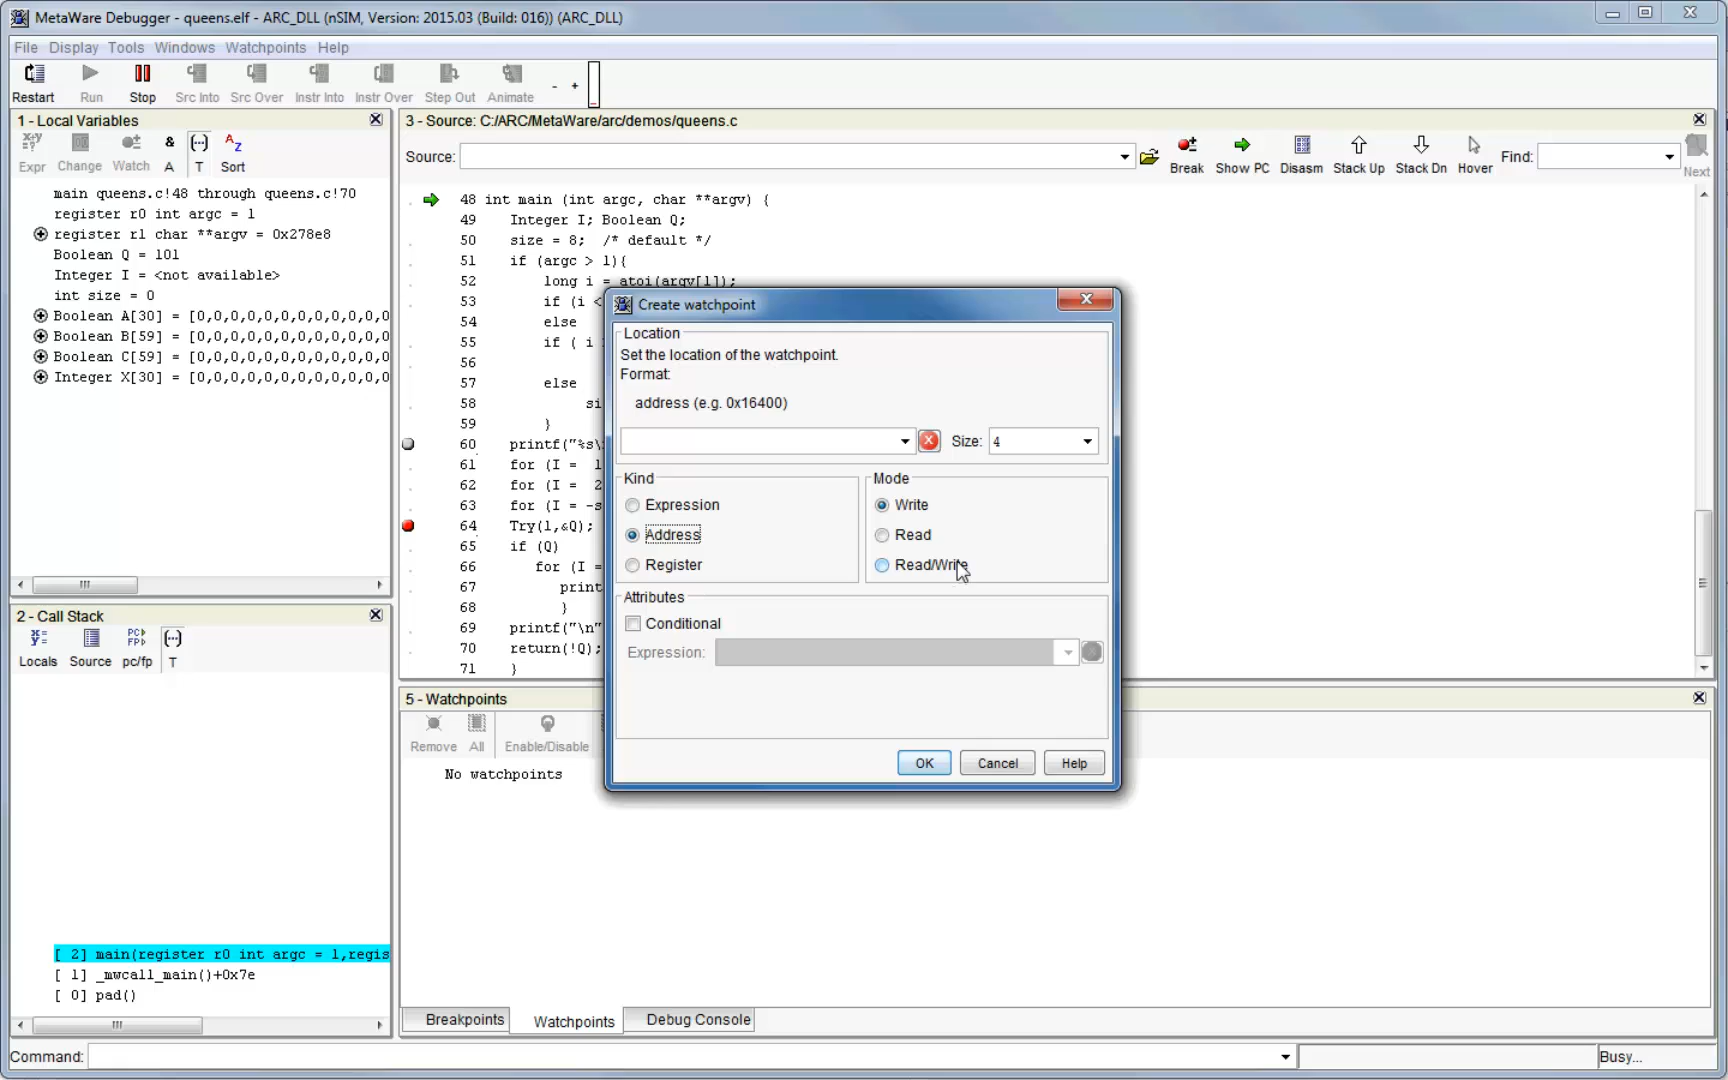 MetaWare Debugger - queens.elf - ARC_DLL (nSIM, Version: 2015.03 (Build: 016)) (ARC_DLL)
File Display Tools Windows Watchpoints Help
Restart Run Stop Src Into Src Over Instr Into Instr Over Step Out Animate - +
1 - Local Variables
Expr Change Watch & A T Sort
main queens.c!48 through queens.c!70
register r0 int argc = 1
register r1 char **argv = 0x278e8
Boolean Q = 101
Integer I = <not available>
int size = 0
Boolean A[30] = [0,0,0,0,0,0,0,0,0,0,0
Boolean B[59] = [0,0,0,0,0,0,0,0,0,0,0
Boolean C[59] = [0,0,0,0,0,0,0,0,0,0,0
Integer X[30] = [0,0,0,0,0,0,0,0,0,0,0
2 - Call Stack
Locals Source pc/fp T
[ 2] main(register r0 int argc = 1,regis
[ 1] _mwcall_main()+0x7e
[ 0] pad()
3 - Source: C:/ARC/MetaWare/arc/demos/queens.c
Source: Break Show PC Disasm Stack Up Stack Dn Hover Find: Next
48 int main (int argc, char **argv) {
49 Integer I; Boolean Q;
50 size = 8; /* default */
51 if (argc > 1){
52 long i = atoi(argv[1]);
53 if (i <
54 else
55 if ( i
56
57 else
58 si
59 }
60 printf("%s\
61 for (I = 1
62 for (I = 2
63 for (I = -s
64 Try(1,&Q);
65 if (Q)
66 for (I =
67 print
68 }
69 printf("\n"
70 return(!Q);
71 }
Create watchpoint
Location
Set the location of the watchpoint.
Format:
address (e.g. 0x16400)
Size: 4
Kind
Expression
Address
Register
Mode
Write
Read
Read/Write
Attributes
Conditional
Expression:
OK Cancel Help
5 - Watchpoints
Remove All Enable/Disable
No watchpoints
Breakpoints Watchpoints Debug Console
Command: Busy...